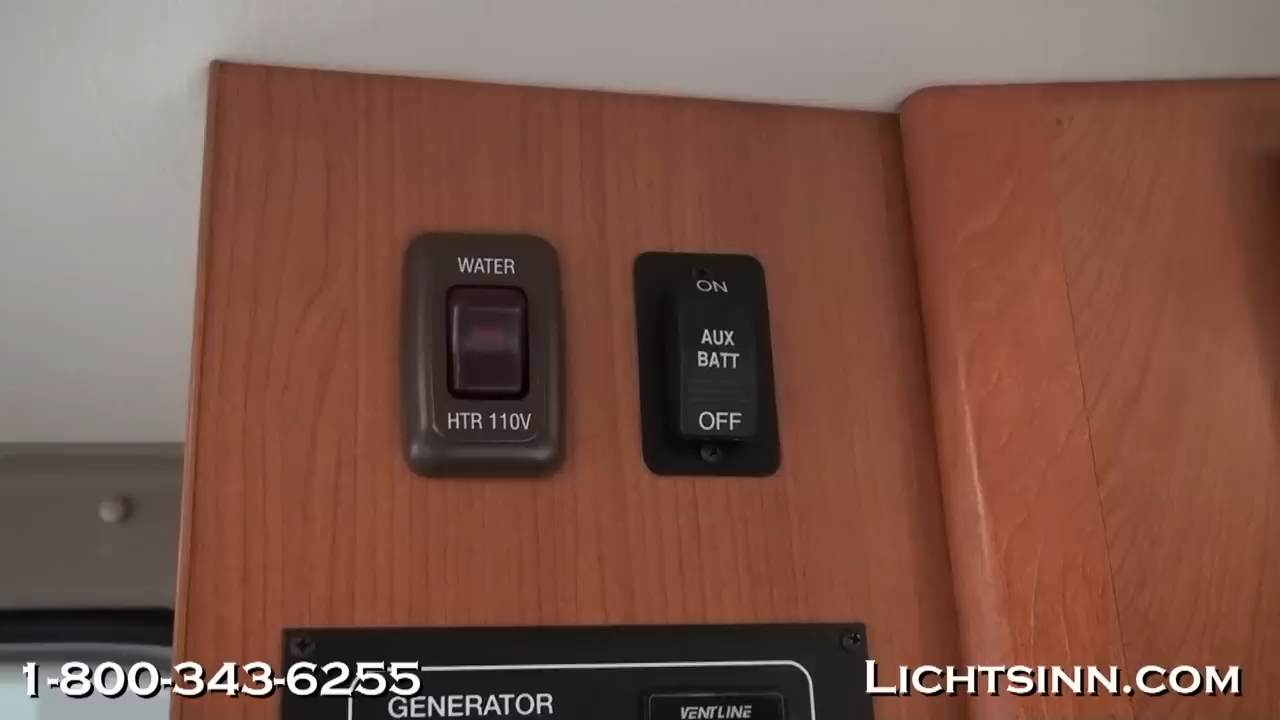 WATER
HTR 110V
ON
AUX
BATT
OFF
GENERATOR
VENTLINE
1-800-343-6255
LICHTSINN.COM